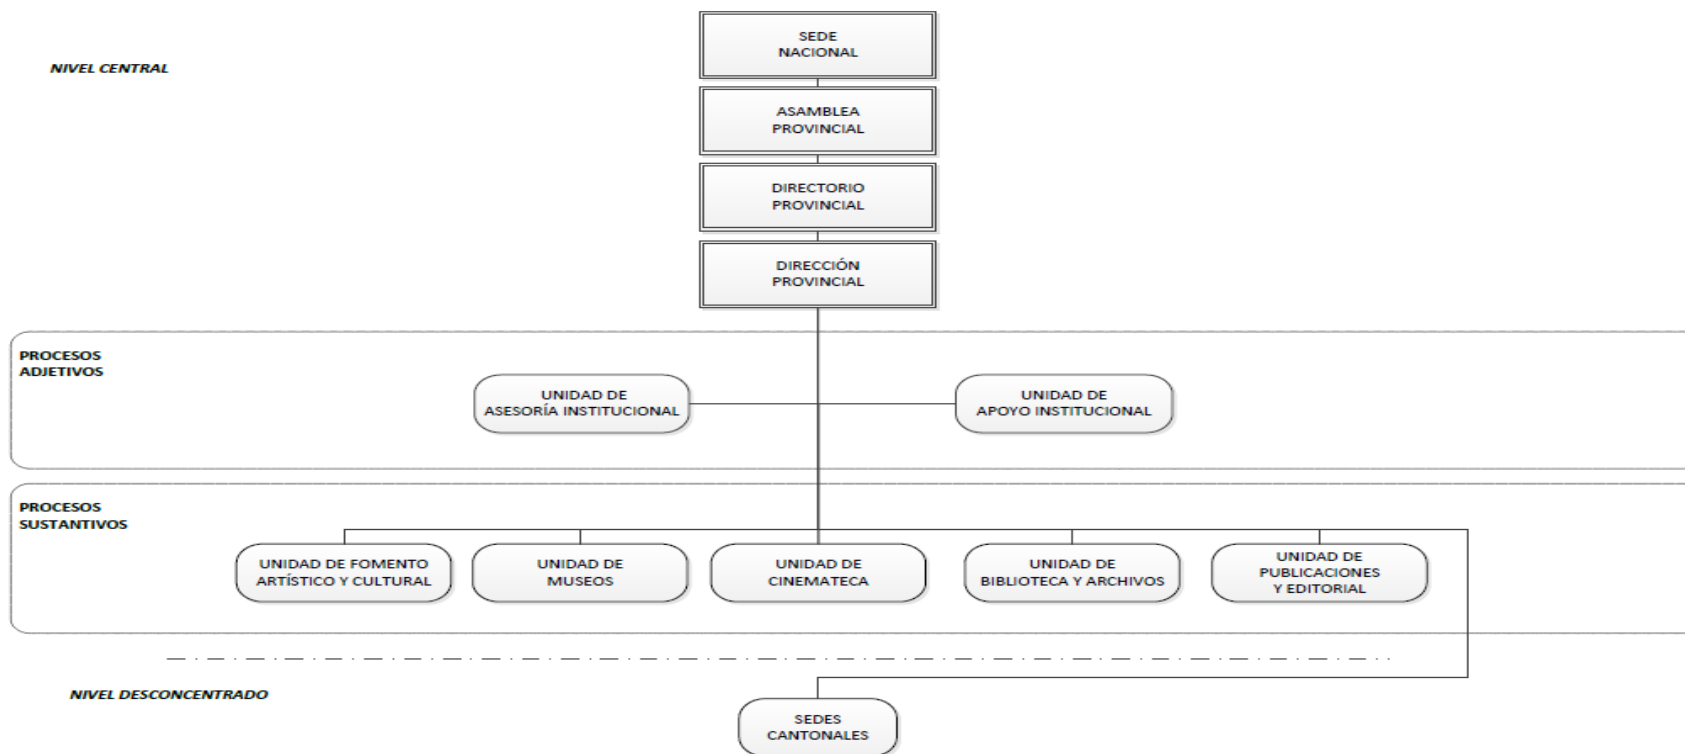 SEDE
NACIONAL
NIVEL CENTRAL
ASAMBLEA
PROVINCIAL
DIRECTORIO
PROVINCIAL
DIRECCIÓN
PROVINCIAL
PROCESOS
ADJETIVOS
UNIDAD DE
ASESORÍA INSTITUCIONAL
UNIDAD DE
APOYO INSTITUCIONAL
PROCESOS
SUSTANTIVOS
UNIDAD DE FOMENTO
ARTÍSTICO Y CULTURAL
UNIDAD DE
MUSEOS
UNIDAD DE
CINEMATECA
UNIDAD DE
BIBLIOTECA Y ARCHIVOS
UNIDAD DE
PUBLICACIONES
Y EDITORIAL
NIVEL DESCONCENTRADO
SEDES
CANTONALES